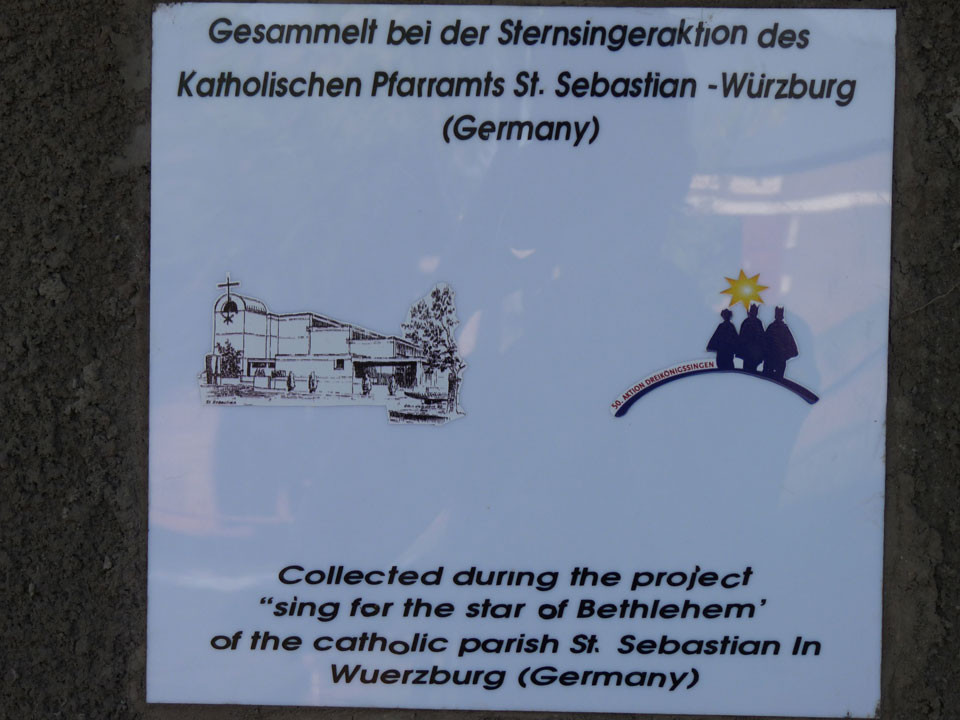 Gesammelt bei der Sternsingeraktion des
Katholischen Pfarramts St. Sebastian -Würzburg
(Germany)
50. AKTION DREIKÖNIGSSINGEN
Collected during the project
“sing for the star of Bethlehem’
of the catholic parish St. Sebastian In
Wuerzburg (Germany)